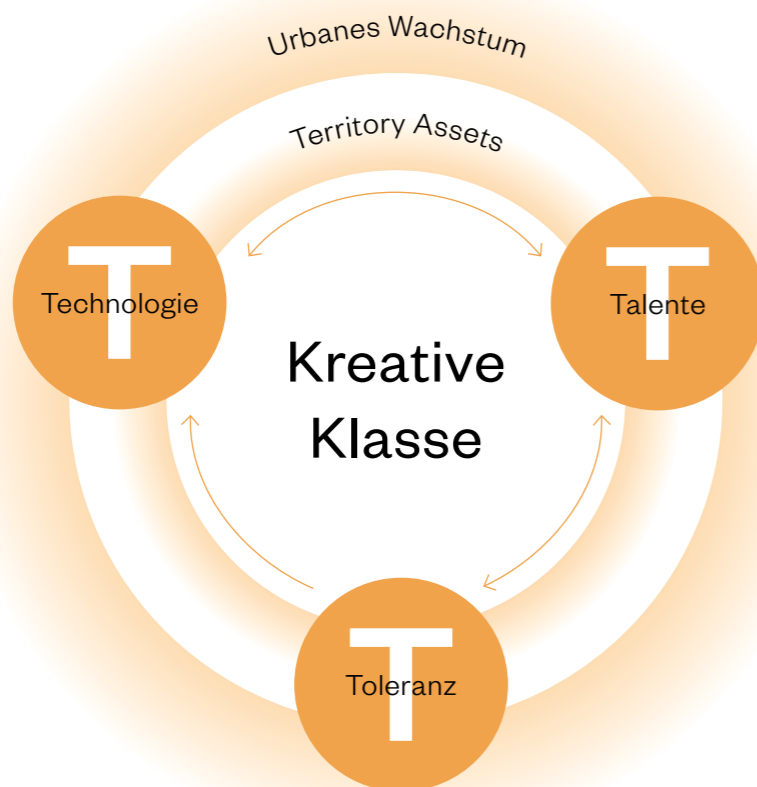 Urbanes Wachstum
Territory Assets
T
Technologie
T
Talente
Kreative
Klasse
T
Toleranz